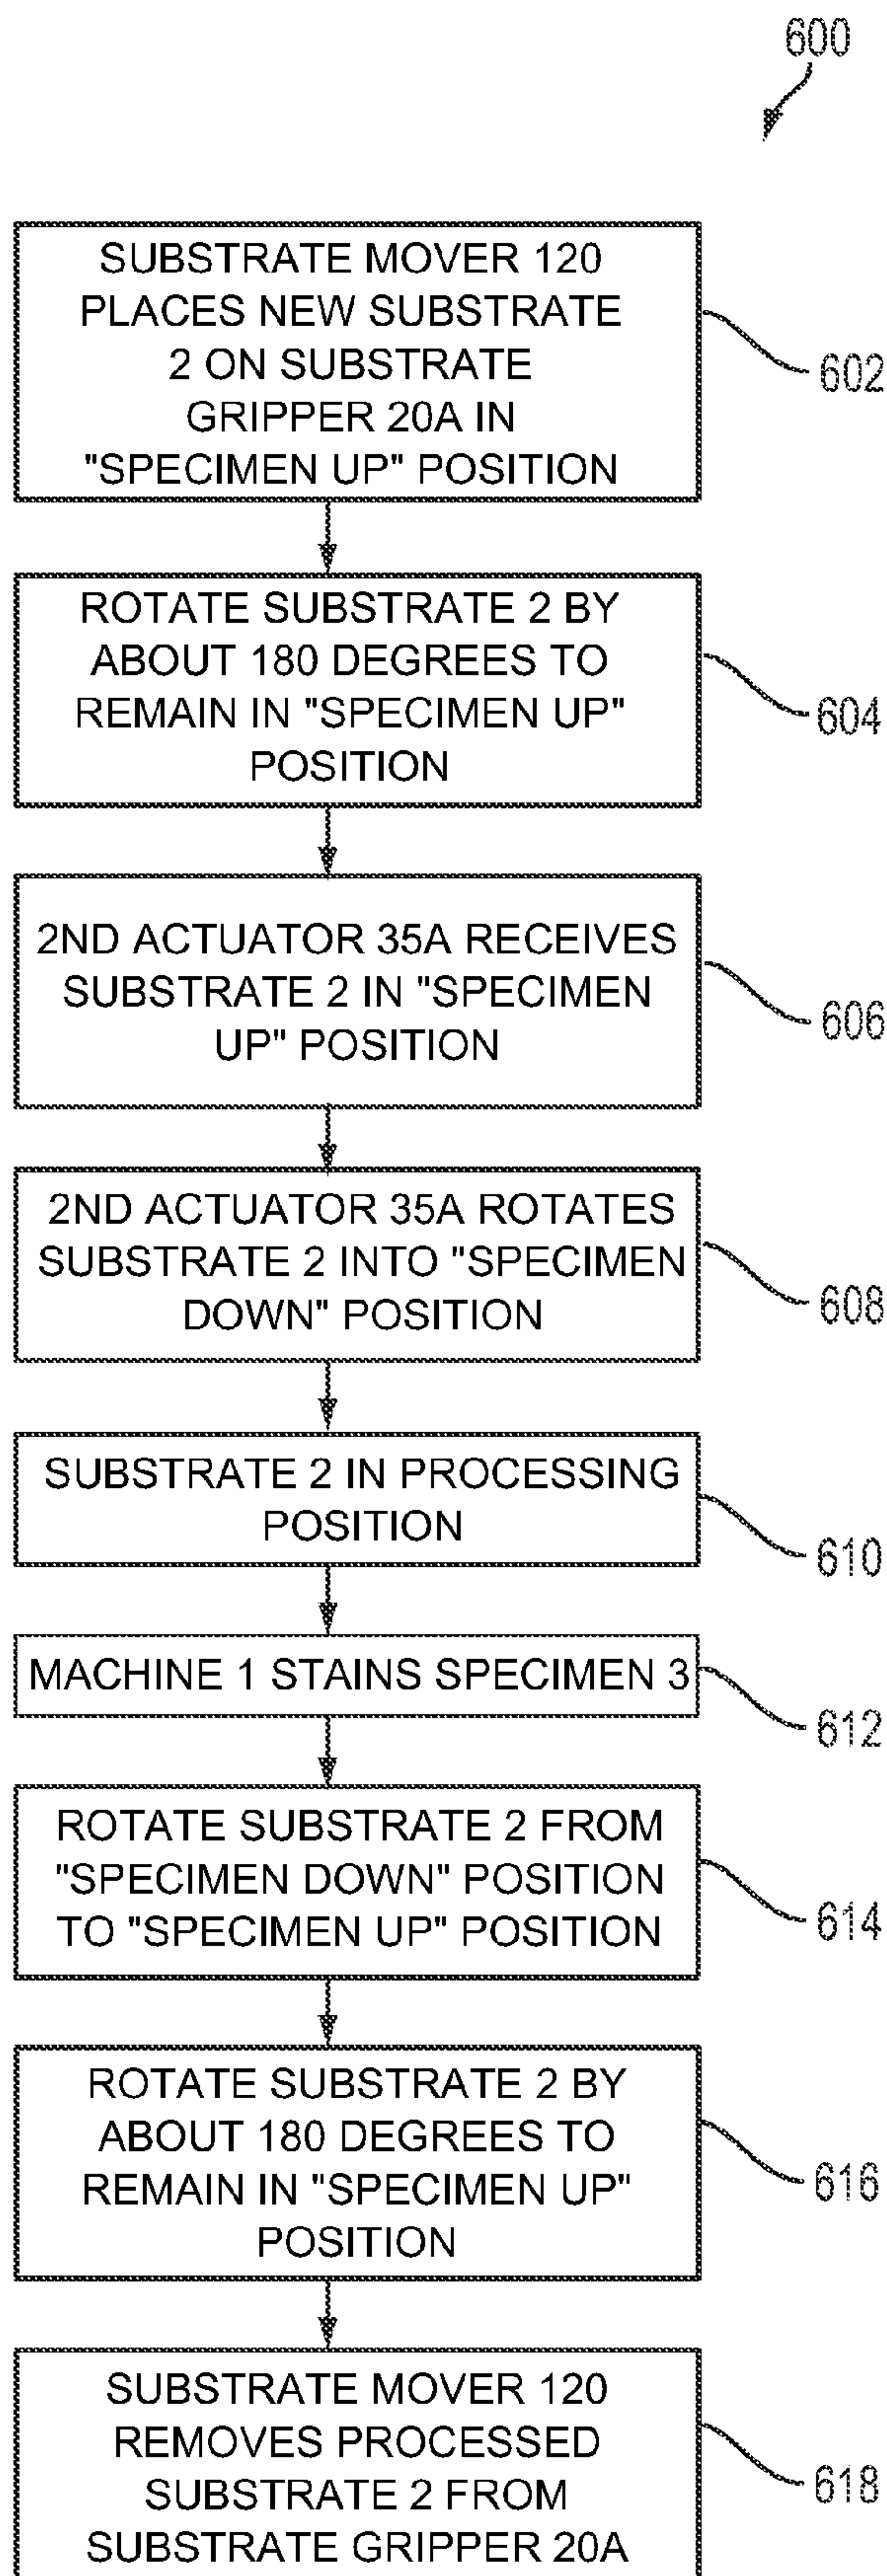 600
SUBSTRATE MOVER 120
PLACES NEW SUBSTRATE
2 ON SUBSTRATE
GRIPPER 20A IN
"SPECIMEN UP" POSITION
602
ROTATE SUBSTRATE 2 BY
ABOUT 180 DEGREES TO
REMAIN IN "SPECIMEN UP"
POSITION
604
2ND ACTUATOR 35A RECEIVES
SUBSTRATE 2 IN "SPECIMEN
UP" POSITION
606
2ND ACTUATOR 35A ROTATES
SUBSTRATE 2 INTO "SPECIMEN
DOWN" POSITION
608
SUBSTRATE 2 IN PROCESSING
POSITION
610
MACHINE 1 STAINS SPECIMEN 3
612
ROTATE SUBSTRATE 2 FROM
"SPECIMEN DOWN" POSITION
TO "SPECIMEN UP" POSITION
614
ROTATE SUBSTRATE 2 BY
ABOUT 180 DEGREES TO
REMAIN IN "SPECIMEN UP"
POSITION
616
SUBSTRATE MOVER 120
REMOVES PROCESSED
SUBSTRATE 2 FROM
SUBSTRATE GRIPPER 20A
618